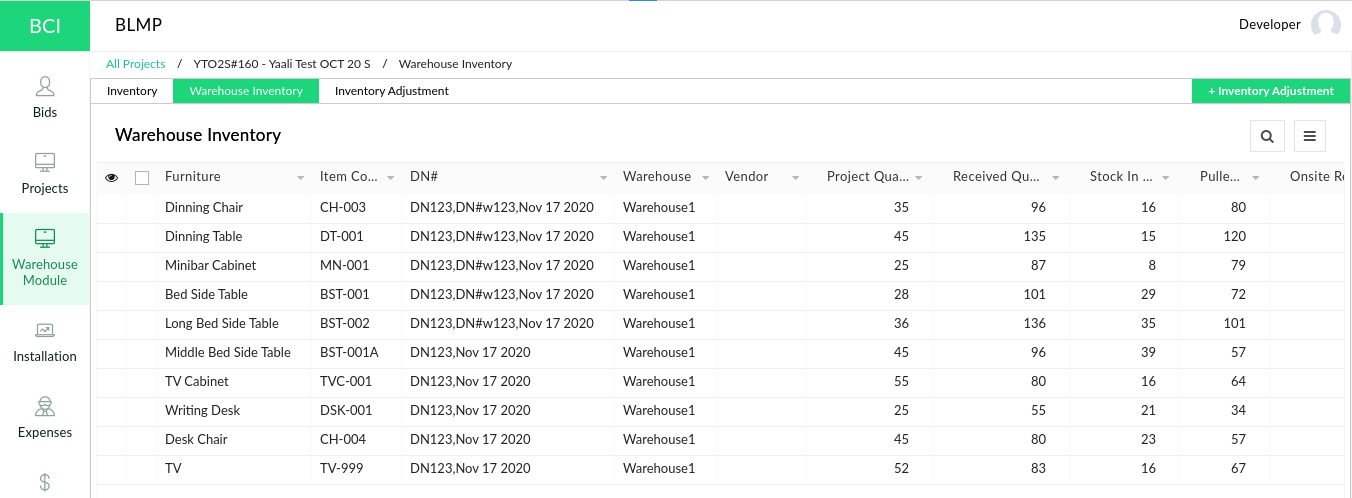 BCI
BLMP
Developer
All Projects / YTO2S#160 - Yaali Test OCT 20 S / Warehouse Inventory
Inventory Warehouse Inventory Inventory Adjustment + Inventory Adjustment
Bids
Projects
Warehouse
Module
Installation
Expenses
$
Warehouse Inventory
Furniture Item Co... DN# Warehouse Vendor Project Qua... Received Qu... Stock In ... Pulle... Onsite Re
Dinning Chair CH-003 DN123,DN#w123,Nov 17 2020 Warehouse1 35 96 16 80
Dinning Table DT-001 DN123,DN#w123,Nov 17 2020 Warehouse1 45 135 15 120
Minibar Cabinet MN-001 DN123,DN#w123,Nov 17 2020 Warehouse1 25 87 8 79
Bed Side Table BST-001 DN123,DN#w123,Nov 17 2020 Warehouse1 28 101 29 72
Long Bed Side Table BST-002 DN123,DN#w123,Nov 17 2020 Warehouse1 36 136 35 101
Middle Bed Side Table BST-001A DN123,Nov 17 2020 Warehouse1 45 96 39 57
TV Cabinet TVC-001 DN123,Nov 17 2020 Warehouse1 55 80 16 64
Writing Desk DSK-001 DN123,Nov 17 2020 Warehouse1 25 55 21 34
Desk Chair CH-004 DN123,Nov 17 2020 Warehouse1 45 80 23 57
TV TV-999 DN123,Nov 17 2020 Warehouse1 52 83 16 67